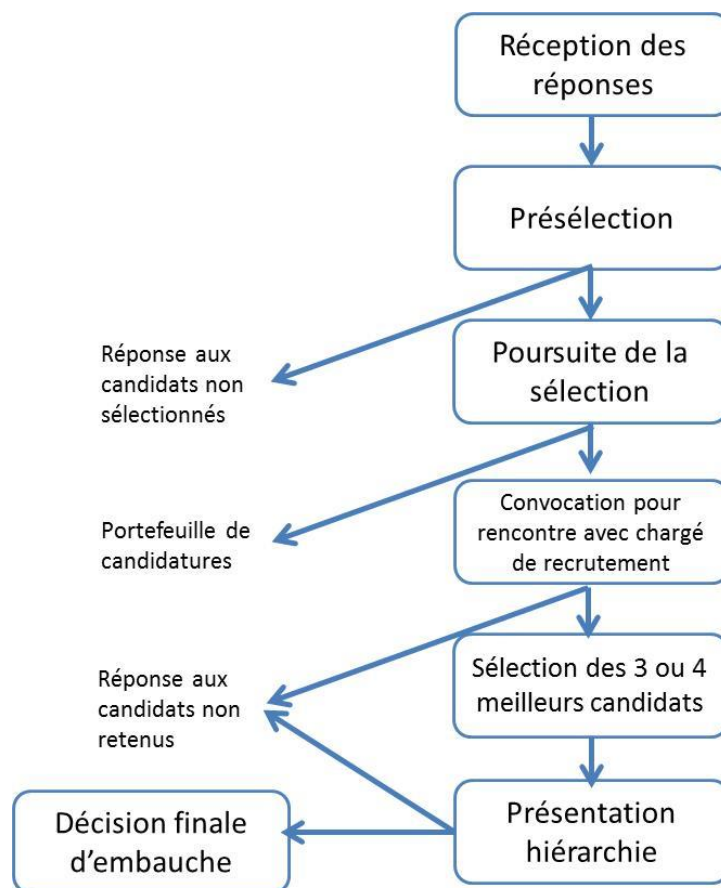 Réception des
réponses
Présélection
Réponse aux
candidats non
sélectionnés
Poursuite de la
sélection
Portefeuille de
candidatures
Convocation pour
rencontre avec chargé
de recrutement
Réponse aux
candidats non
retenus
Sélection des 3 ou 4
meilleurs candidats
Décision finale
d'embauche
Présentation
hiérarchie